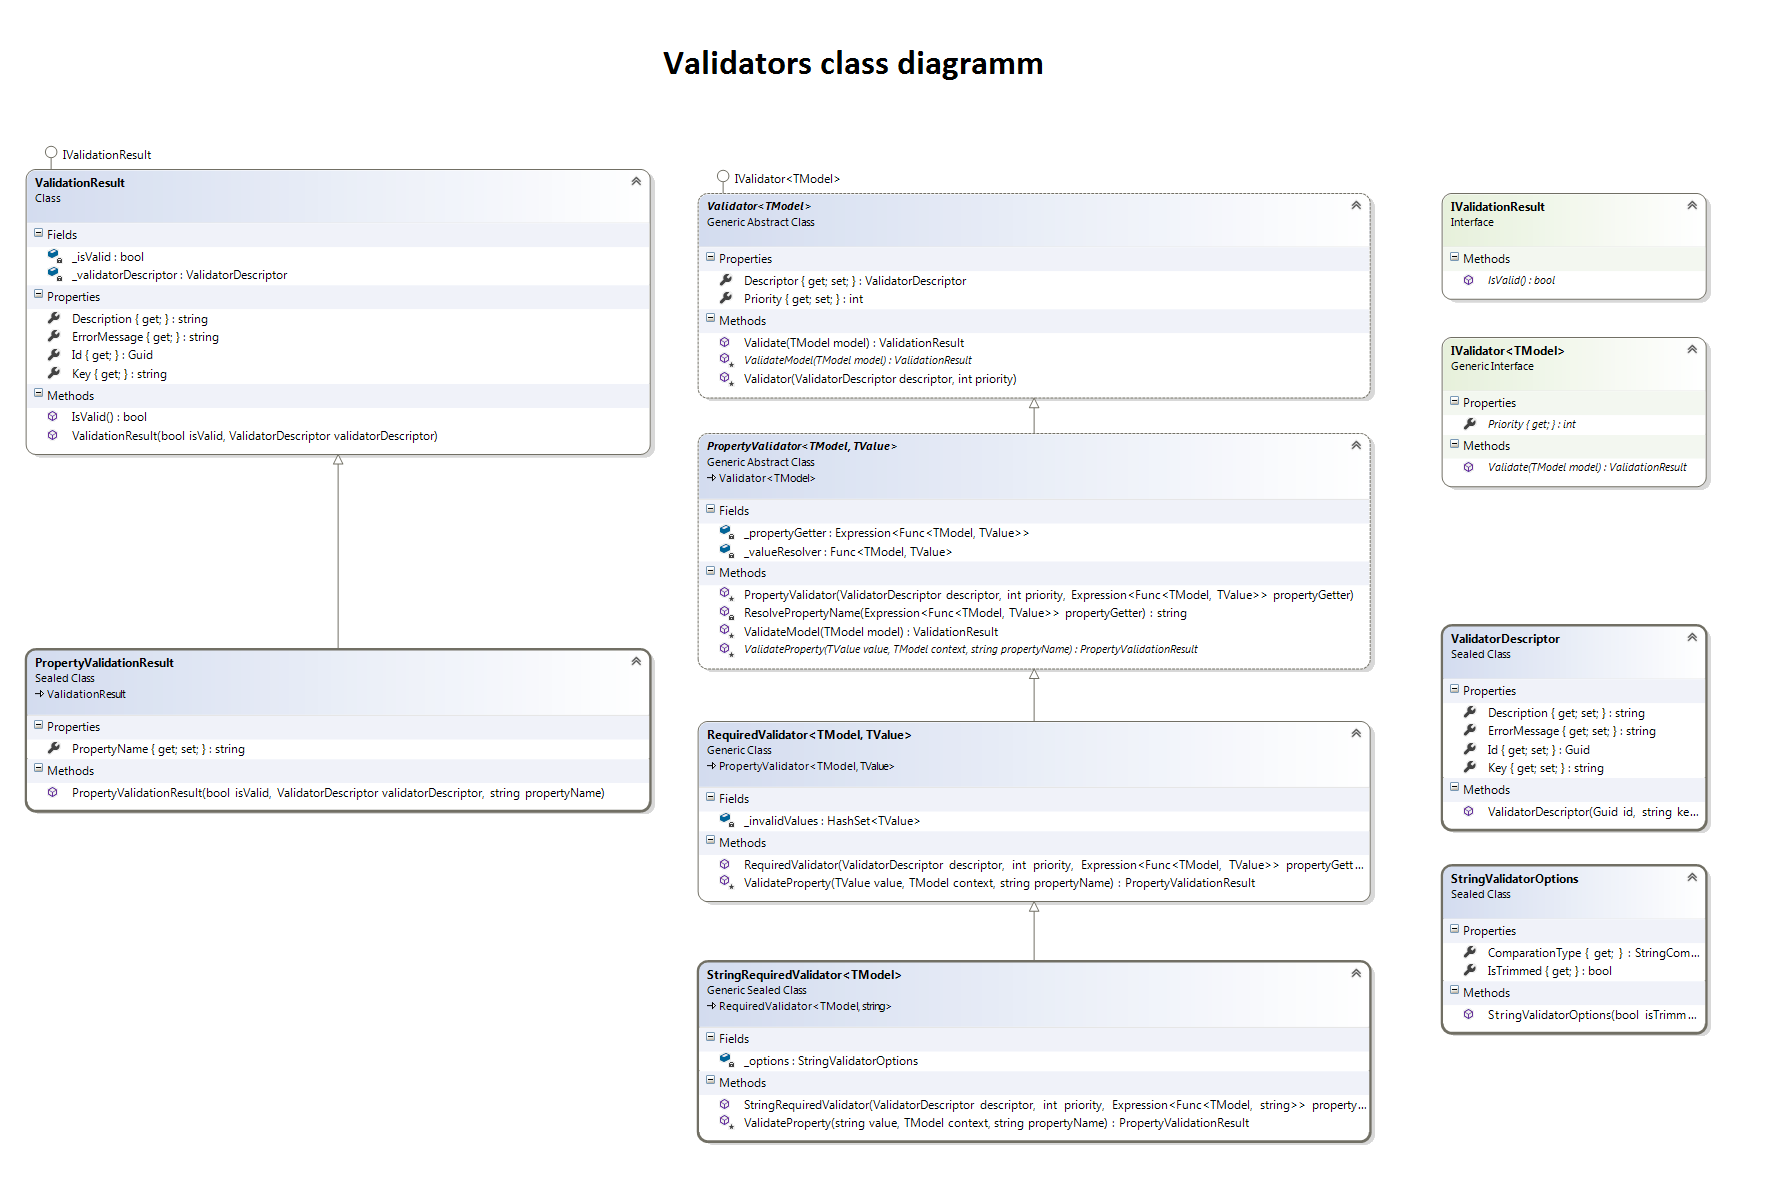 Validators class diagramm
IValidationResult
ValidationResult
Class
Fields
_isValid : bool
_validatorDescriptor : ValidatorDescriptor
Properties
Description { get; } : string
ErrorMessage { get; } : string
Id { get; } : Guid
Key { get; } : string
Methods
IsValid() : bool
ValidationResult(bool isValid, ValidatorDescriptor validatorDescriptor)
PropertyValidationResult
Sealed Class
ValidationResult
Properties
PropertyName { get; set; } : string
Methods
PropertyValidationResult(bool isValid, ValidatorDescriptor validatorDescriptor, string propertyName)
IValidator<TModel>
Validator<TModel>
Generic Abstract Class
Properties
Descriptor { get; set; } : ValidatorDescriptor
Priority { get; set; } : int
Methods
Validate(TModel model) : ValidationResult
ValidateModel(TModel model) : ValidationResult
Validator(ValidatorDescriptor descriptor, int priority)
PropertyValidator<TModel, TValue>
Generic Abstract Class
Validator<TModel>
Fields
_propertyGetter : Expression<Func<TModel, TValue>>
_valueResolver : Func<TModel, TValue>
Methods
PropertyValidator(ValidatorDescriptor descriptor, int priority, Expression<Func<TModel, TValue>> propertyGetter)
ResolvePropertyName(Expression<Func<TModel, TValue>> propertyGetter) : string
ValidateModel(TModel model) : ValidationResult
ValidateProperty(TValue value, TModel context, string propertyName) : PropertyValidationResult
RequiredValidator<TModel, TValue>
Generic Class
PropertyValidator<TModel, TValue>
Fields
_invalidValues : HashSet<TValue>
Methods
RequiredValidator(ValidatorDescriptor descriptor, int priority, Expression<Func<TModel, TValue>> propertyGett...
ValidateProperty(TValue value, TModel context, string propertyName) : PropertyValidationResult
StringRequiredValidator<TModel>
Generic Sealed Class
RequiredValidator<TModel, string>
Fields
_options : StringValidatorOptions
Methods
StringRequiredValidator(ValidatorDescriptor descriptor, int priority, Expression<Func<TModel, string>> property...
ValidateProperty(string value, TModel context, string propertyName) : PropertyValidationResult
IValidationResult
Interface
Methods
IsValid() : bool
IValidator<TModel>
Generic Interface
Properties
Priority { get; } : int
Methods
Validate(TModel model) : ValidationResult
ValidatorDescriptor
Sealed Class
Properties
Description { get; set; } : string
ErrorMessage { get; set; } : string
Id { get; set; } : Guid
Key { get; set; } : string
Methods
ValidatorDescriptor(Guid id, string ke...
StringValidatorOptions
Sealed Class
Properties
ComparationType { get; } : StringCom...
IsTrimmed { get; } : bool
Methods
StringValidatorOptions(bool isTrimm...